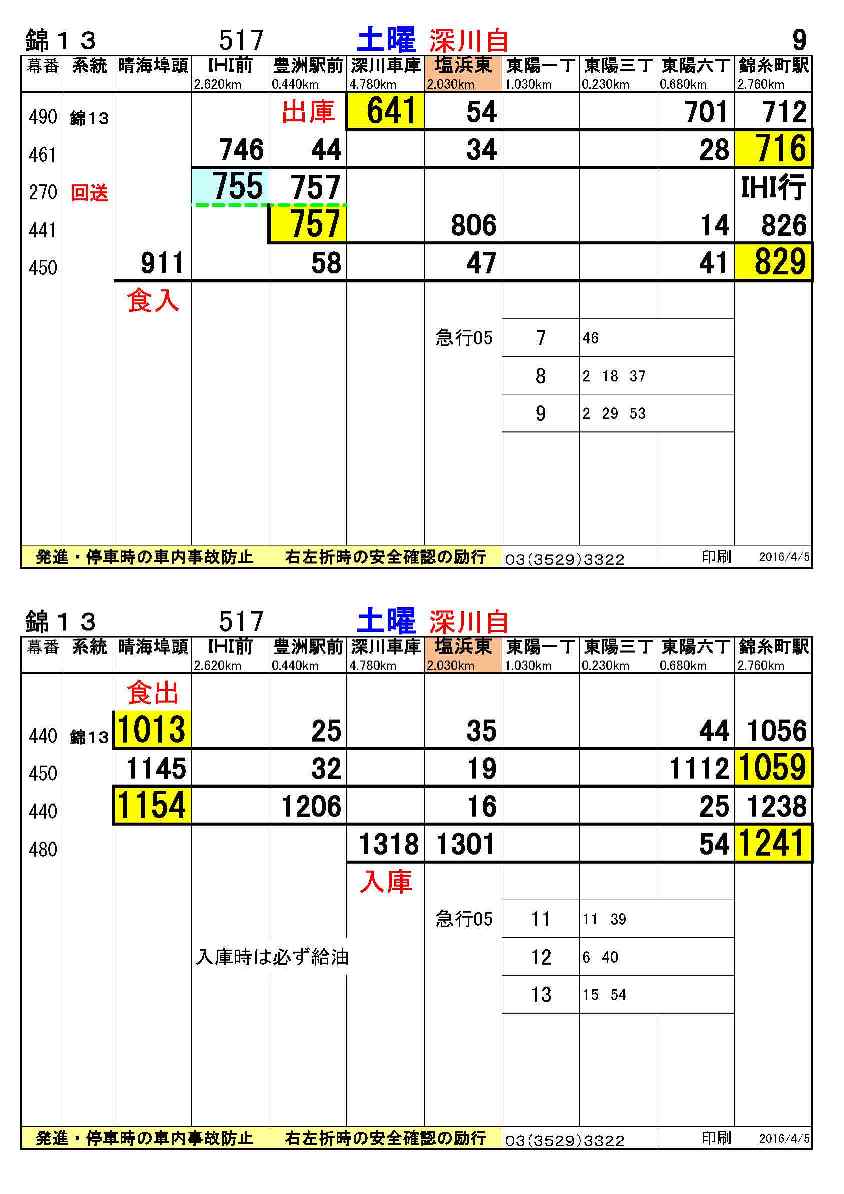 錦13 517 土曜 深川自 9
幕番 系統 晴海埠頭 IHI前 豊洲駅前 深川車庫 塩浜東 東陽一丁 東陽三丁 東陽六丁 錦糸町駅
2.620km 0.440km 4.780km 2.030km 1.030km 0.230km 0.680km 2.760km
490 錦13 出庫 641 54 701 712
461 746 44 34 28 716
270 回送 755 757 IHI行
441 757 806 14 826
450 911 58 47 41 829
食入
急行05 7 46
8 2 18 37
9 2 29 53
発進・停車時の車内事故防止 右左折時の安全確認の励行 03(3529)3322 印刷 2016/4/5
錦13 517 土曜 深川自
幕番 系統 晴海埠頭 IHI前 豊洲駅前 深川車庫 塩浜東 東陽一丁 東陽三丁 東陽六丁 錦糸町駅
2.620km 0.440km 4.780km 2.030km 1.030km 0.230km 0.680km 2.760km
食出
440 錦13 1013 25 35 44 1056
450 1145 32 19 1112 1059
440 1154 1206 16 25 1238
480 1318 1301 54 1241
入庫
急行05 11 11 39
入庫時は必ず給油 12 6 40
13 15 54
発進・停車時の車内事故防止 右左折時の安全確認の励行 03(3529)3322 印刷 2016/4/5